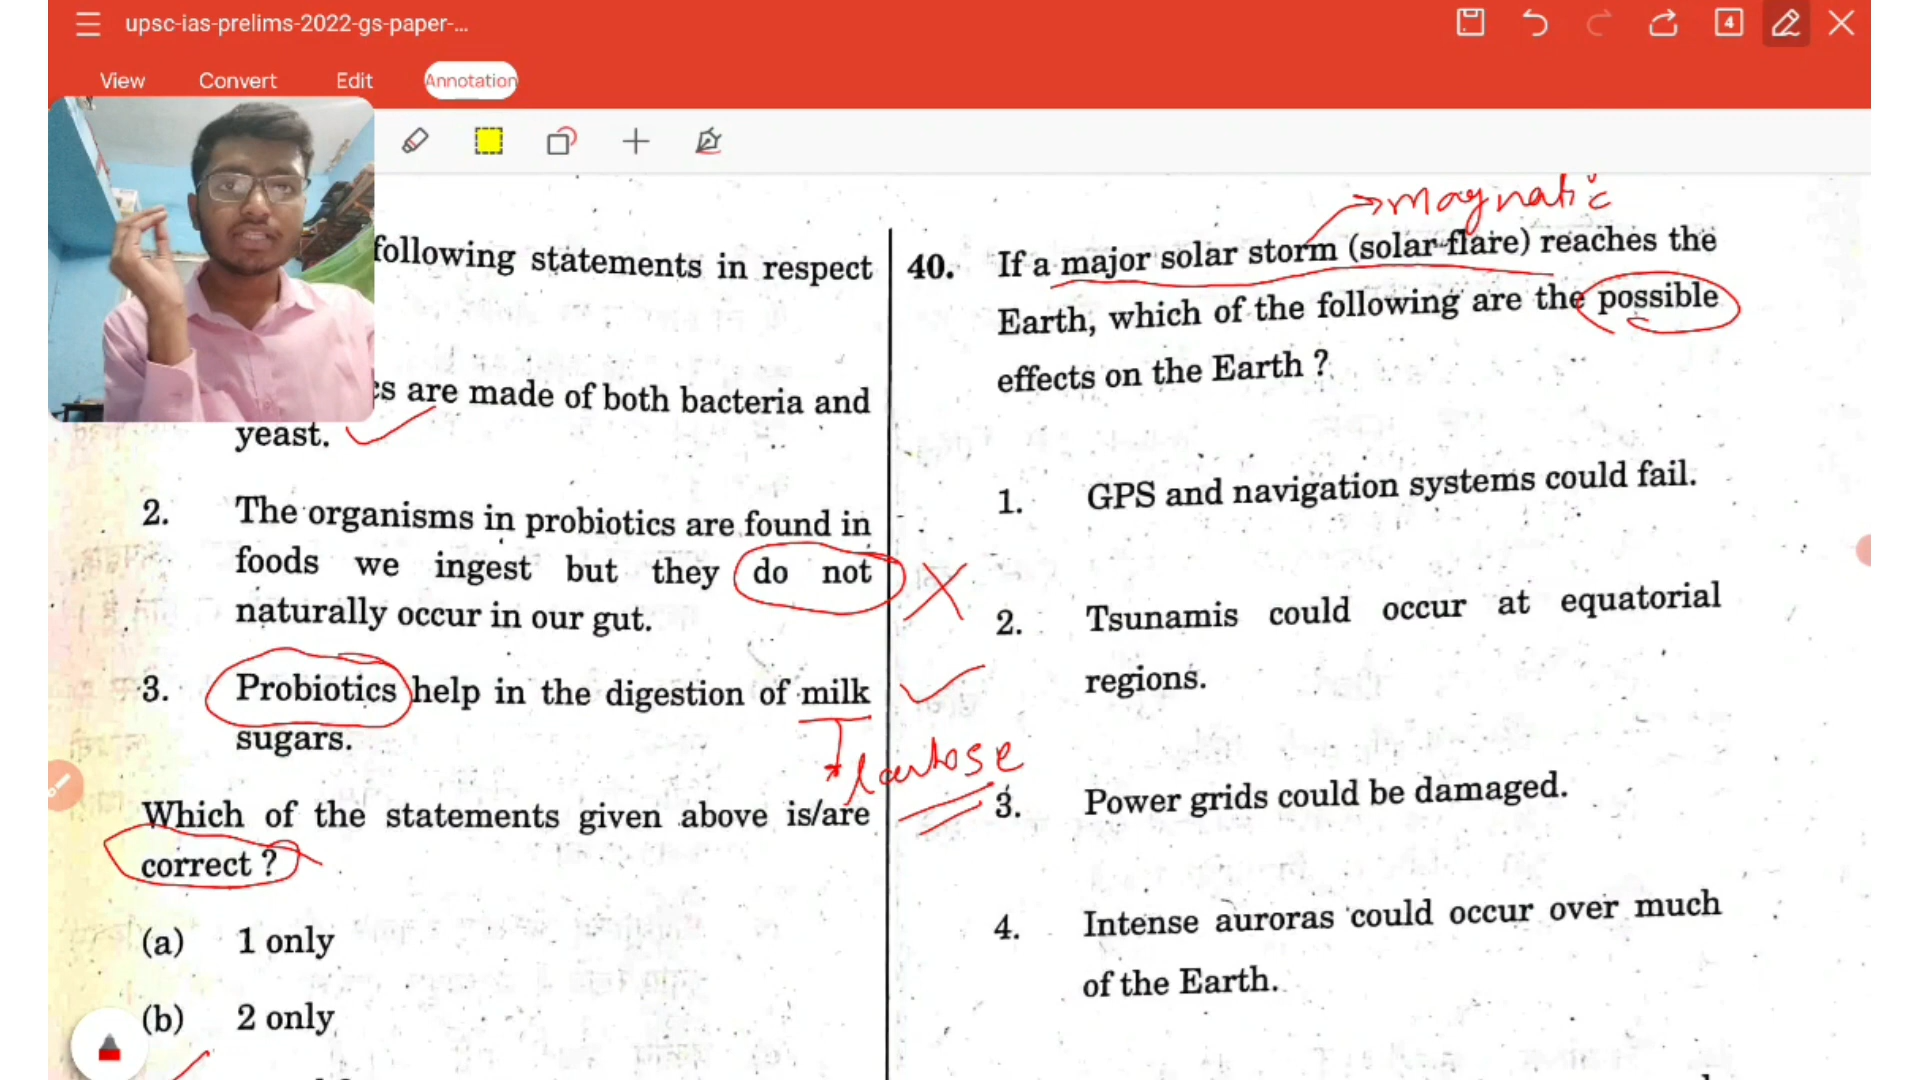 upsc-ias-prelims-2022-gs-paper-...
4
View Convert Edit Annotation
following statements in respect
are made of both bacteria and
yeast.
2. The organisms in probiotics are found in
foods we ingest but they do not
naturally occur in our gut.
3. Probiotics help in the digestion of milk
sugars.
Which of the statements given above is/are
correct ?
(a) 1 only
(b) 2 only
magnatic
40. If a major solar storm (solar-flare) reaches the
Earth, which of the following are the possible
effects on the Earth ?
1. GPS and navigation systems could fail.
2. Tsunamis could occur at equatorial
regions.
3. Power grids could be damaged.
4. Intense auroras could occur over much
of the Earth.